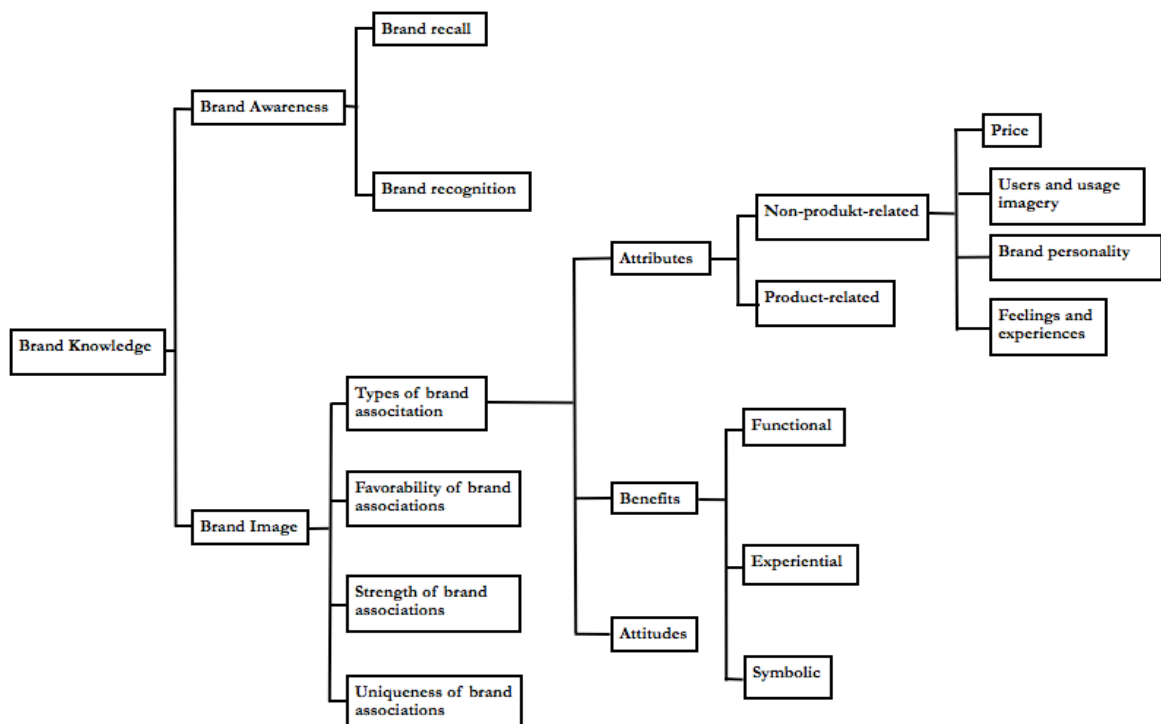 Brand recall
Brand Awareness
Brand recognition
Price
Users and usage
imagery
Non-produkt-related
Brand personality
Attributes
Product-related
Feelings and
experiences
Brand Knowledge
Types of brand
associtation
Functional
Favorability of brand
associations
Benefits
Brand Image
Experiential
Strength of brand
associations
Attitudes
Symbolic
Uniqueness of brand
associations